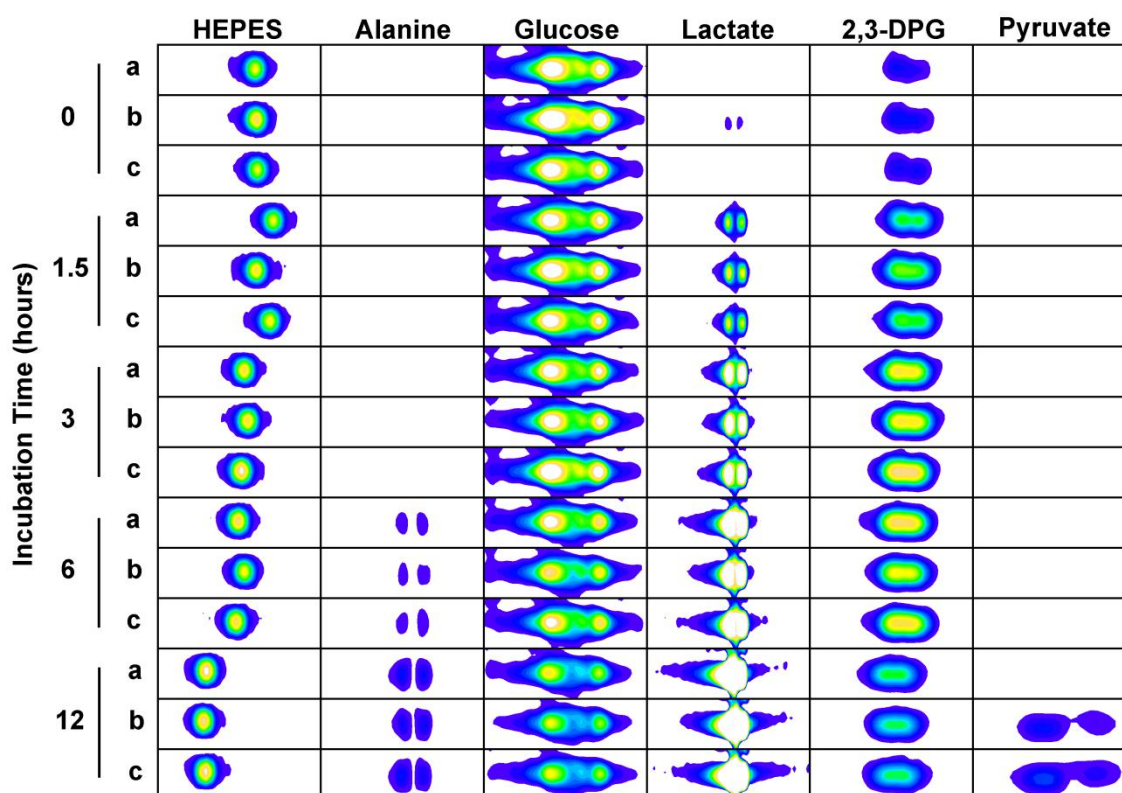 HEPES Alanine Glucose Lactate 2,3-DPG Pyruvate
Incubation Time (hours)
0
a
b
c
1.5
a
b
c
3
a
b
c
6
a
b
c
12
a
b
c